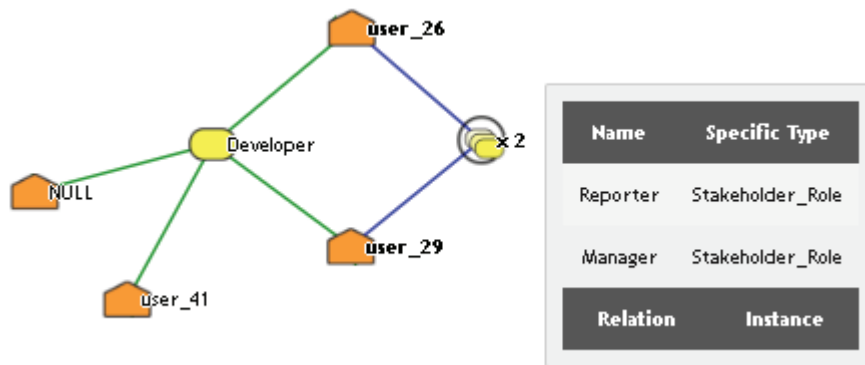 user_26
Developer
x 2
NULL
user_29
user_41
Name Specific Type
Reporter Stakeholder_Role
Manager Stakeholder_Role
Relation Instance